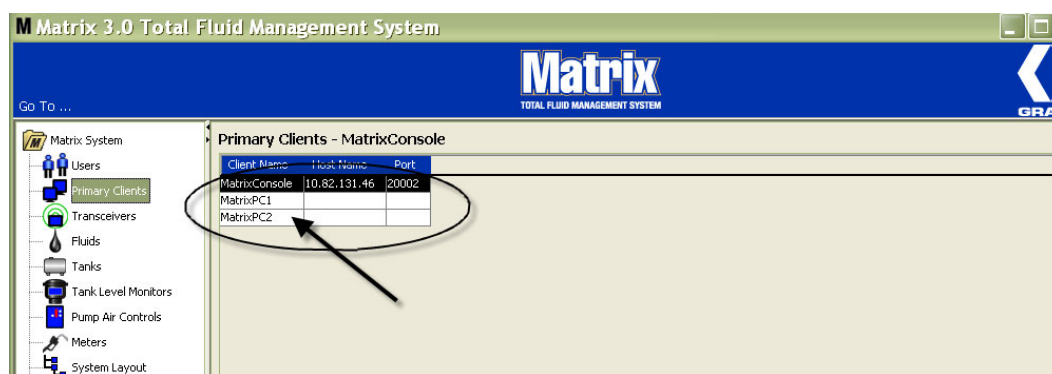 M Matrix 3.0 Total Fluid Management System
Matrix
TOTAL FLUID MANAGEMENT SYSTEM
Go To ...
GRA
Matrix System
Users
Primary Clients
Transceivers
Fluids
Tanks
Tank Level Monitors
Pump Air Controls
Meters
System Layout
Primary Clients - MatrixConsole
Client Name Host Name Port
MatrixConsole 10.82.131.46 20002
MatrixPC1
MatrixPC2